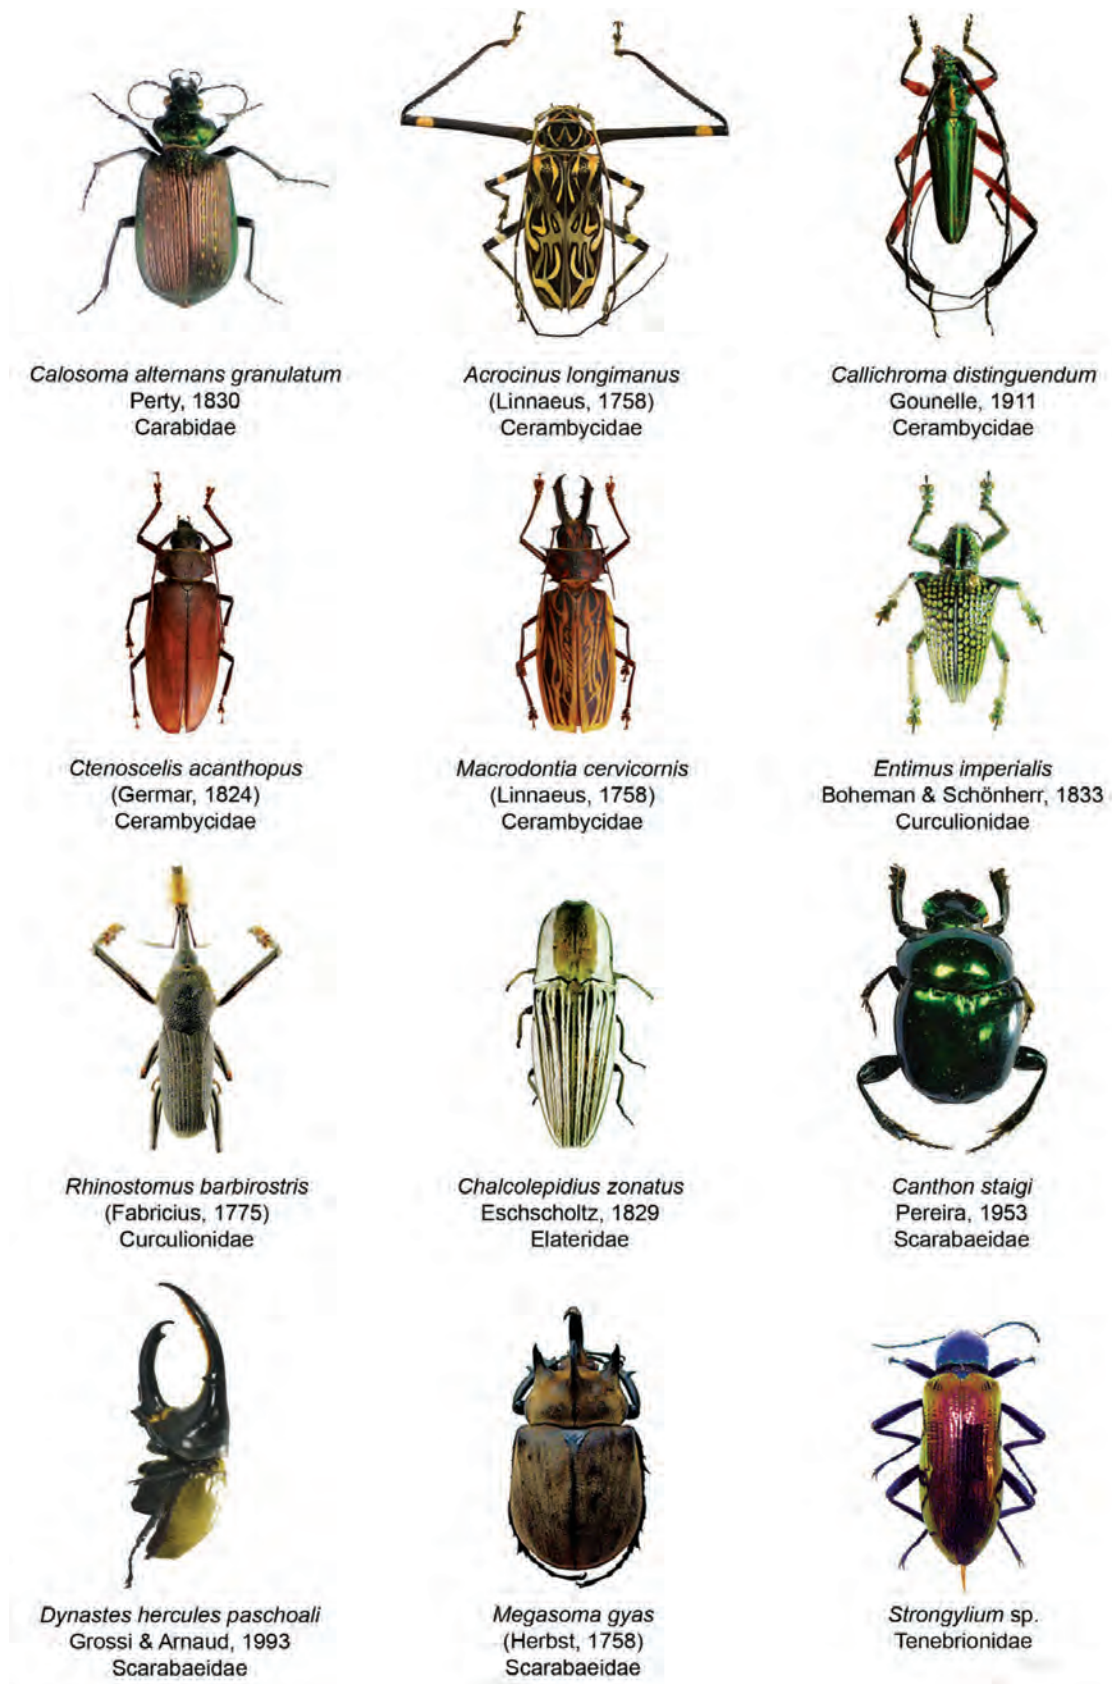 Calosoma alternans granulatum
Perty, 1830
Carabidae
Acrocinus longimanus
(Linnaeus, 1758)
Cerambycidae
Callichroma distinguendum
Gounelle, 1911
Cerambycidae
Ctenoscelis acanthopus
(Germar, 1824)
Cerambycidae
Macrodontia cervicornis
(Linnaeus, 1758)
Cerambycidae
Entimus imperialis
Boheman & Schönherr, 1833
Curculionidae
Rhinostomus barbirostris
(Fabricius, 1775)
Curculionidae
Chalcolepidius zonatus
Eschscholtz, 1829
Elateridae
Canthon staigi
Pereira, 1953
Scarabaeidae
Dynastes hercules paschoali
Grossi & Arnaud, 1993
Scarabaeidae
Megasoma gyas
(Herbst, 1758)
Scarabaeidae
Strongylium sp.
Tenebrionidae